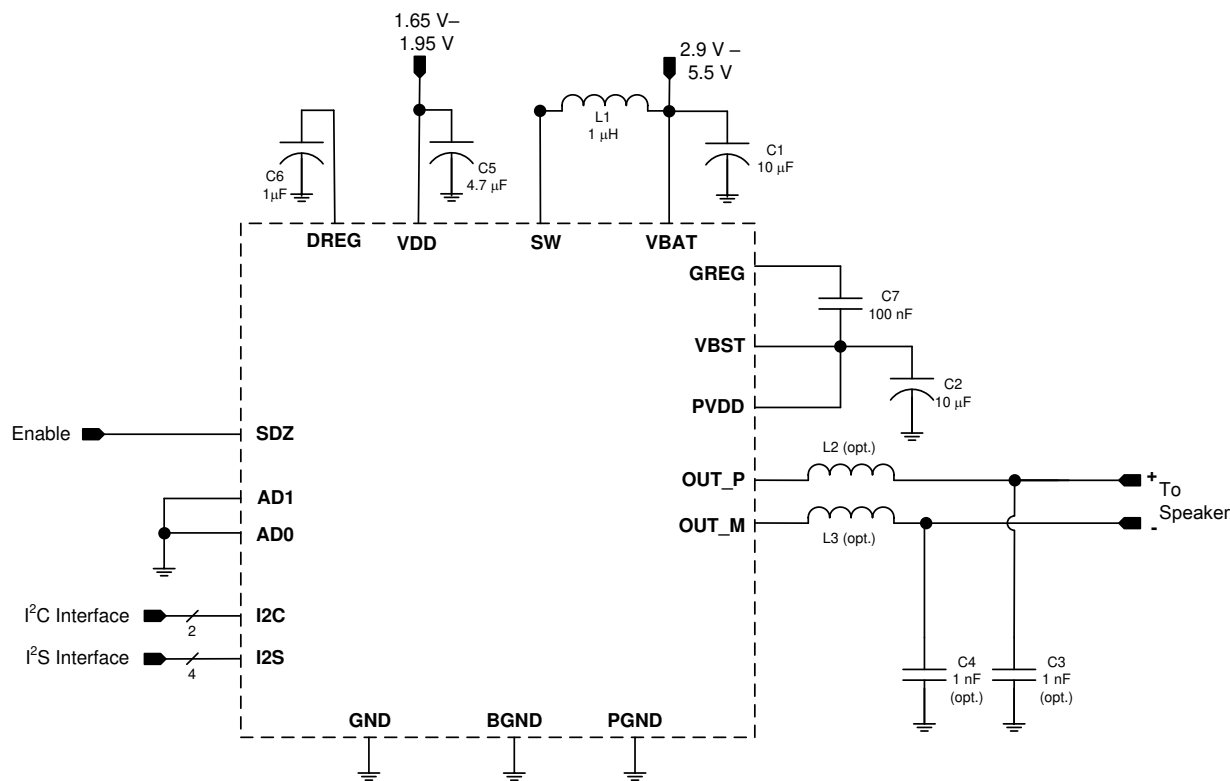 1.65 V–
1.95 V
2.9 V –
5.5 V
L1
1 μH
C1
10 μF
C6
1μF
C5
4.7 μF
DREG
VDD
SW
VBAT
GREG
C7
100 nF
VBST
C2
10 μF
PVDD
Enable
SDZ
L2 (opt.)
OUT_P
+
To
Speaker
-
AD1
OUT_M
L3 (opt.)
AD0
I²C Interface
2
I2C
I²S Interface
4
I2S
C4
1 nF
(opt.)
C3
1 nF
(opt.)
GND
BGND
PGND